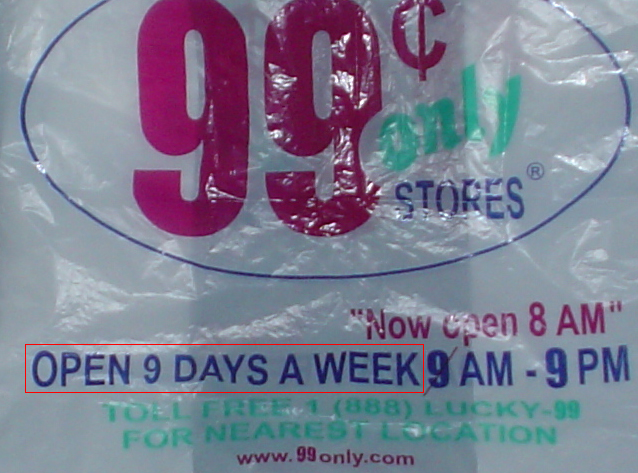 99¢
only
STORES®
"Now open 8 AM"
OPEN 9 DAYS A WEEK 9 AM - 9 PM
TOLL FREE 1 (888) LUCKY-99
FOR NEAREST LOCATION
www.99only.com